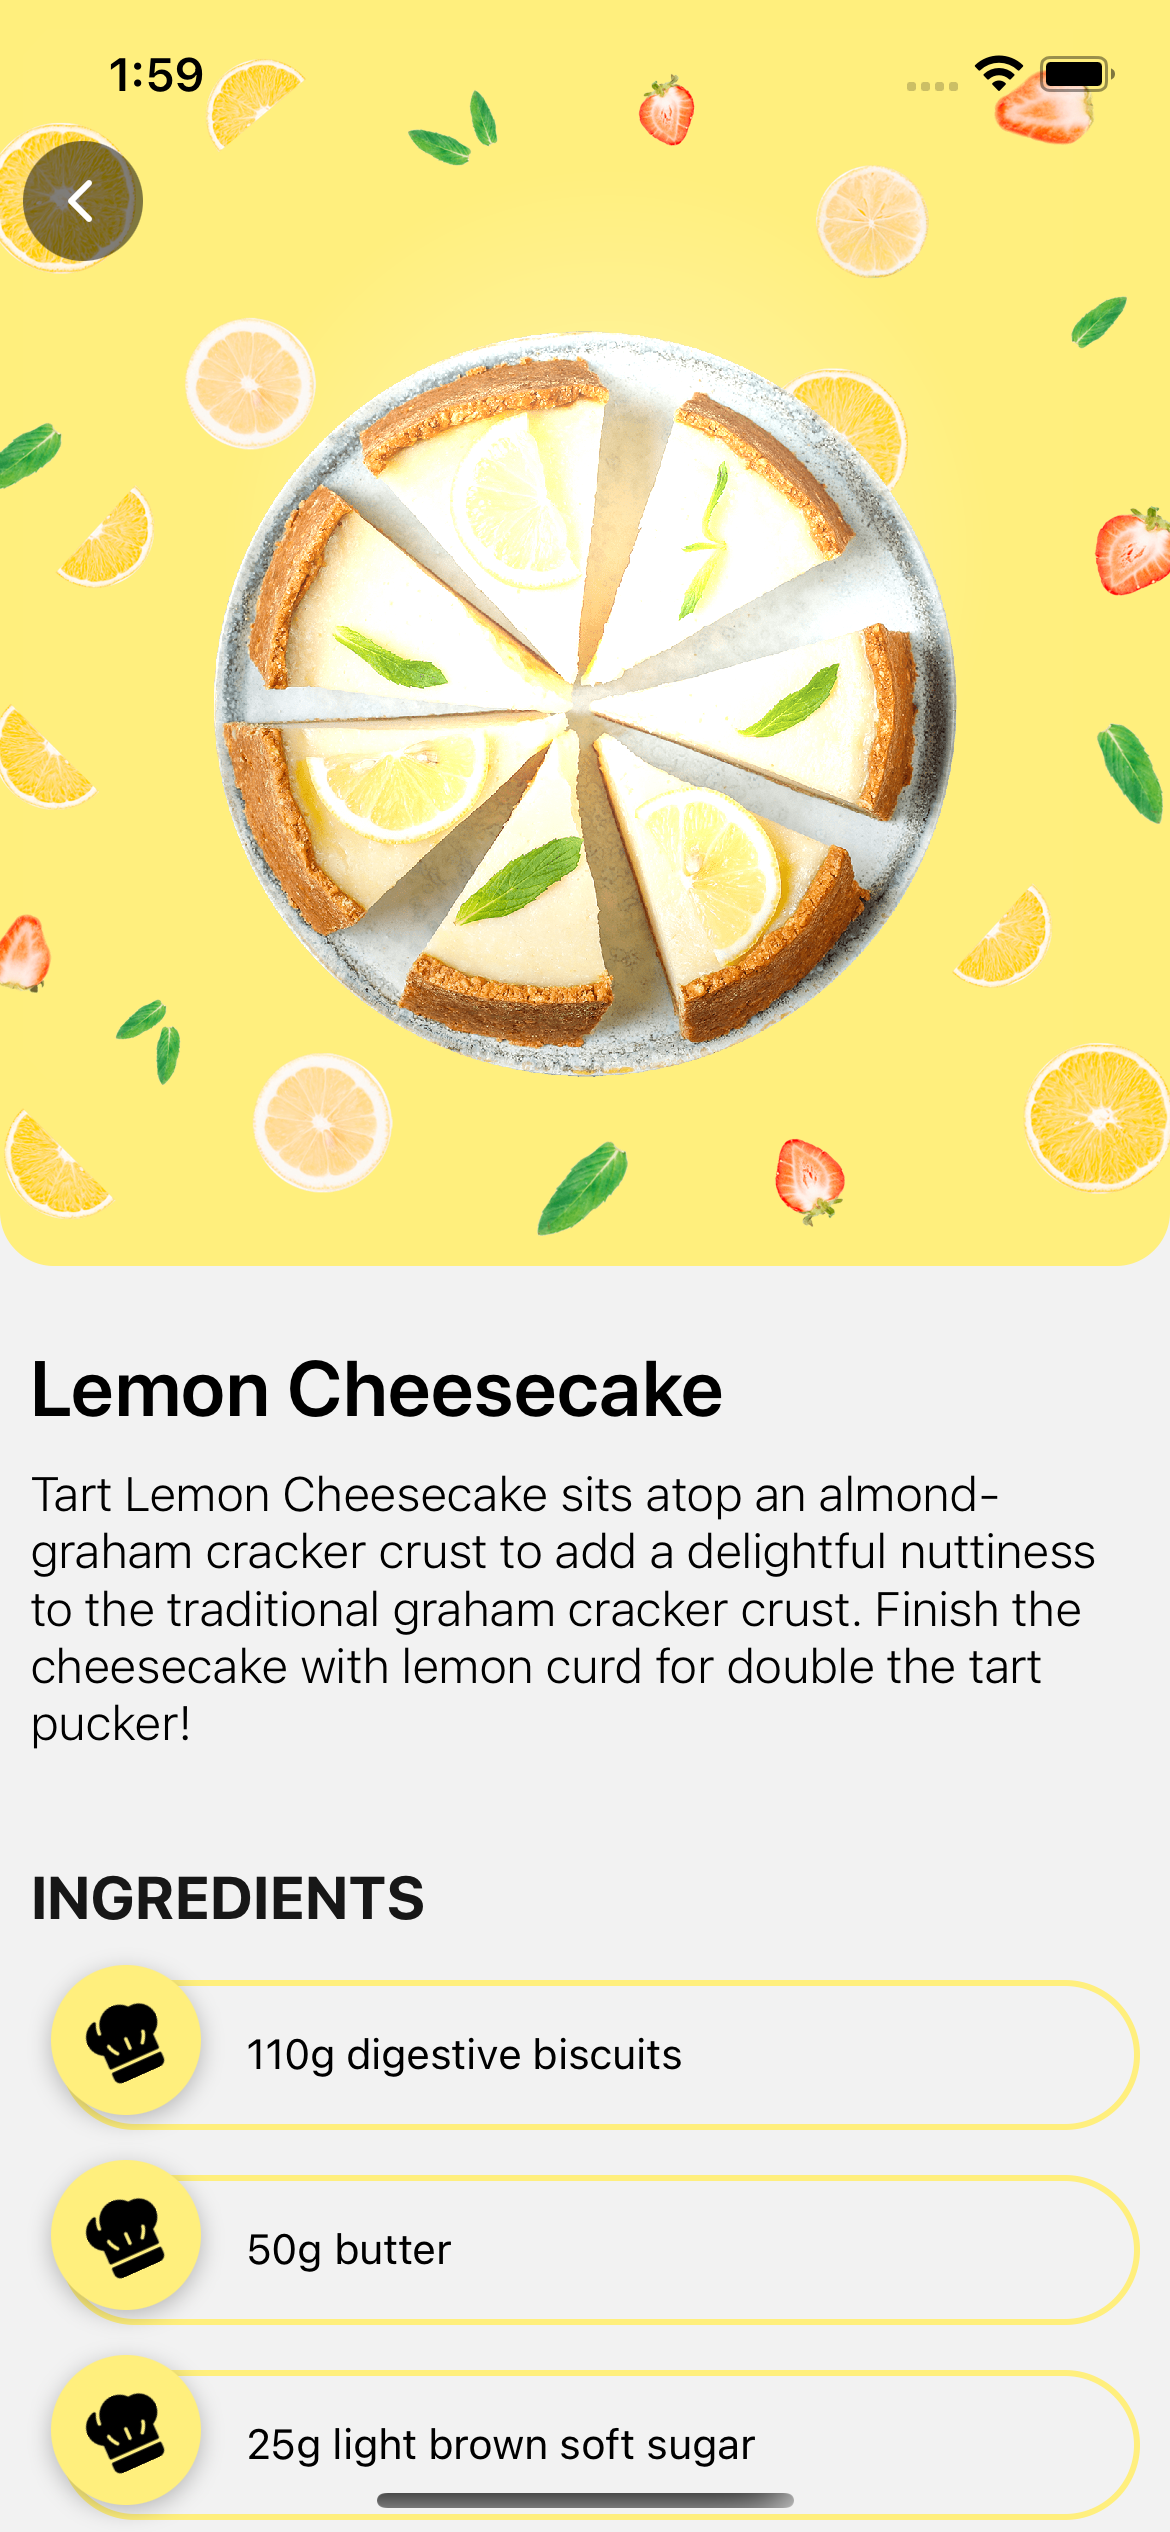 1:59
Lemon Cheesecake
Tart Lemon Cheesecake sits atop an almond-
graham cracker crust to add a delightful nuttiness
to the traditional graham cracker crust. Finish the
cheesecake with lemon curd for double the tart
pucker!
INGREDIENTS
110g digestive biscuits
50g butter
25g light brown soft sugar